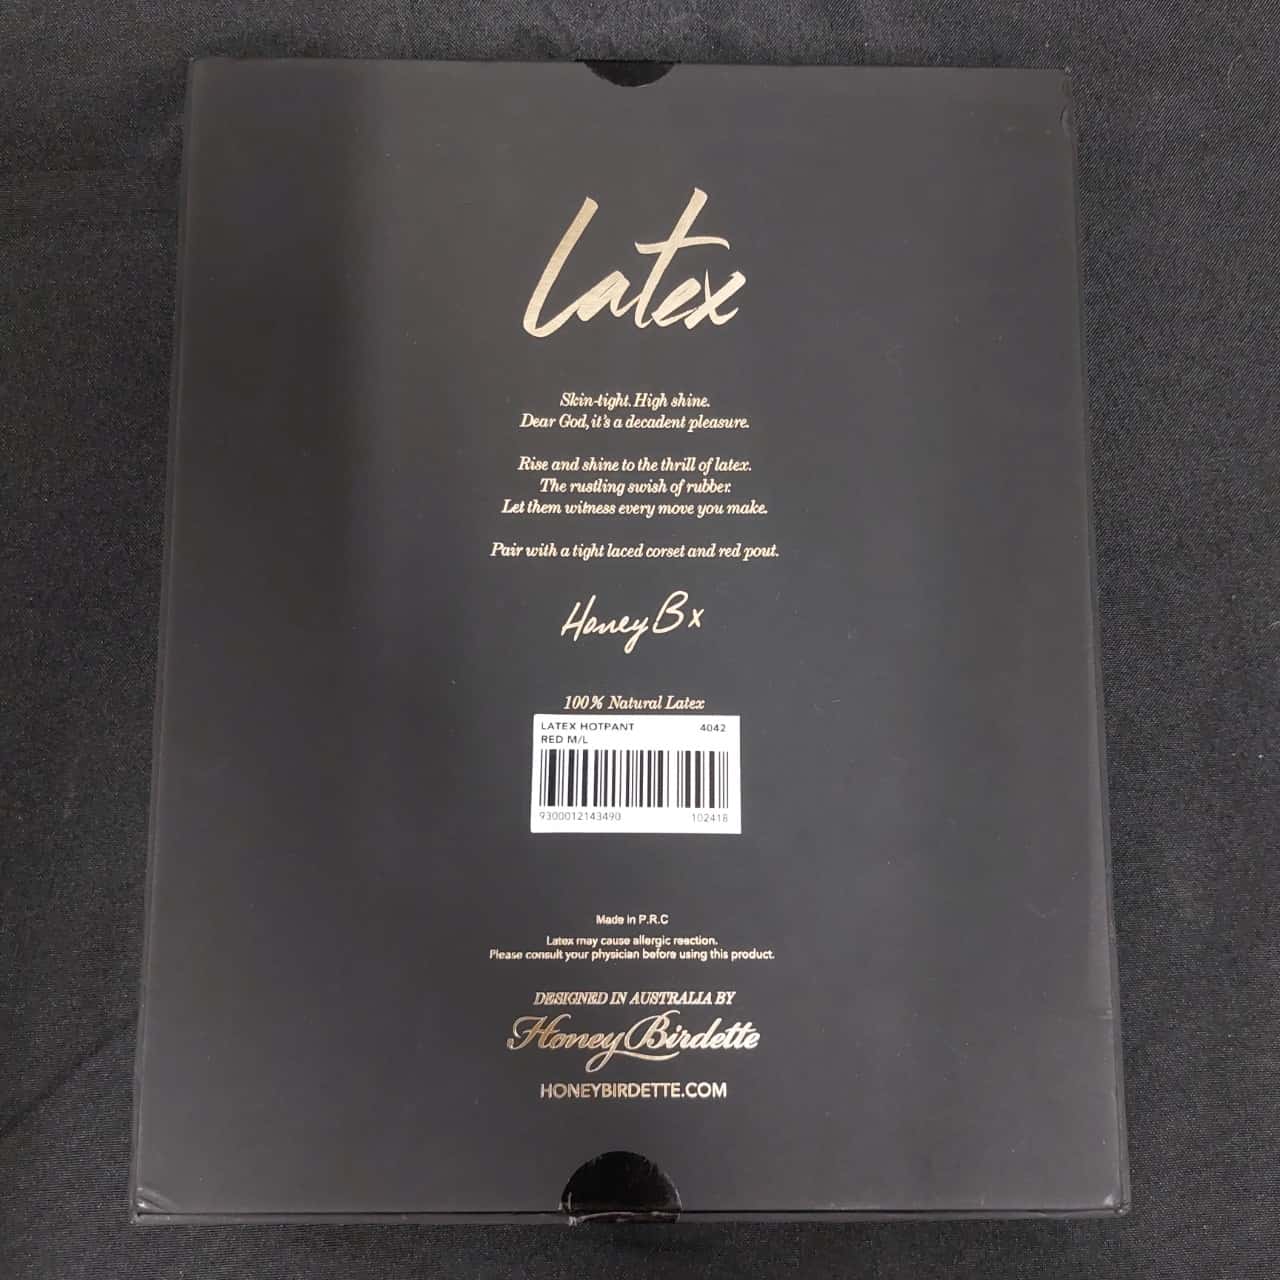 Latex
Skin-tight. High shine.
Dear God, it's a decadent pleasure.
Rise and shine to the thrill of latex.
The rustling swish of rubber.
Let them witness every move you make.
Pair with a tight laced corset and red pout.
Honey B x
100% Natural Latex
LATEX HOTPANT 4042
RED M/L
9300012143490 102418
Made in P.R.C
Latex may cause allergic reaction.
Please consult your physician before using this product.
DESIGNED IN AUSTRALIA BY
Honey Birdette
HONEYBIRDETTE.COM